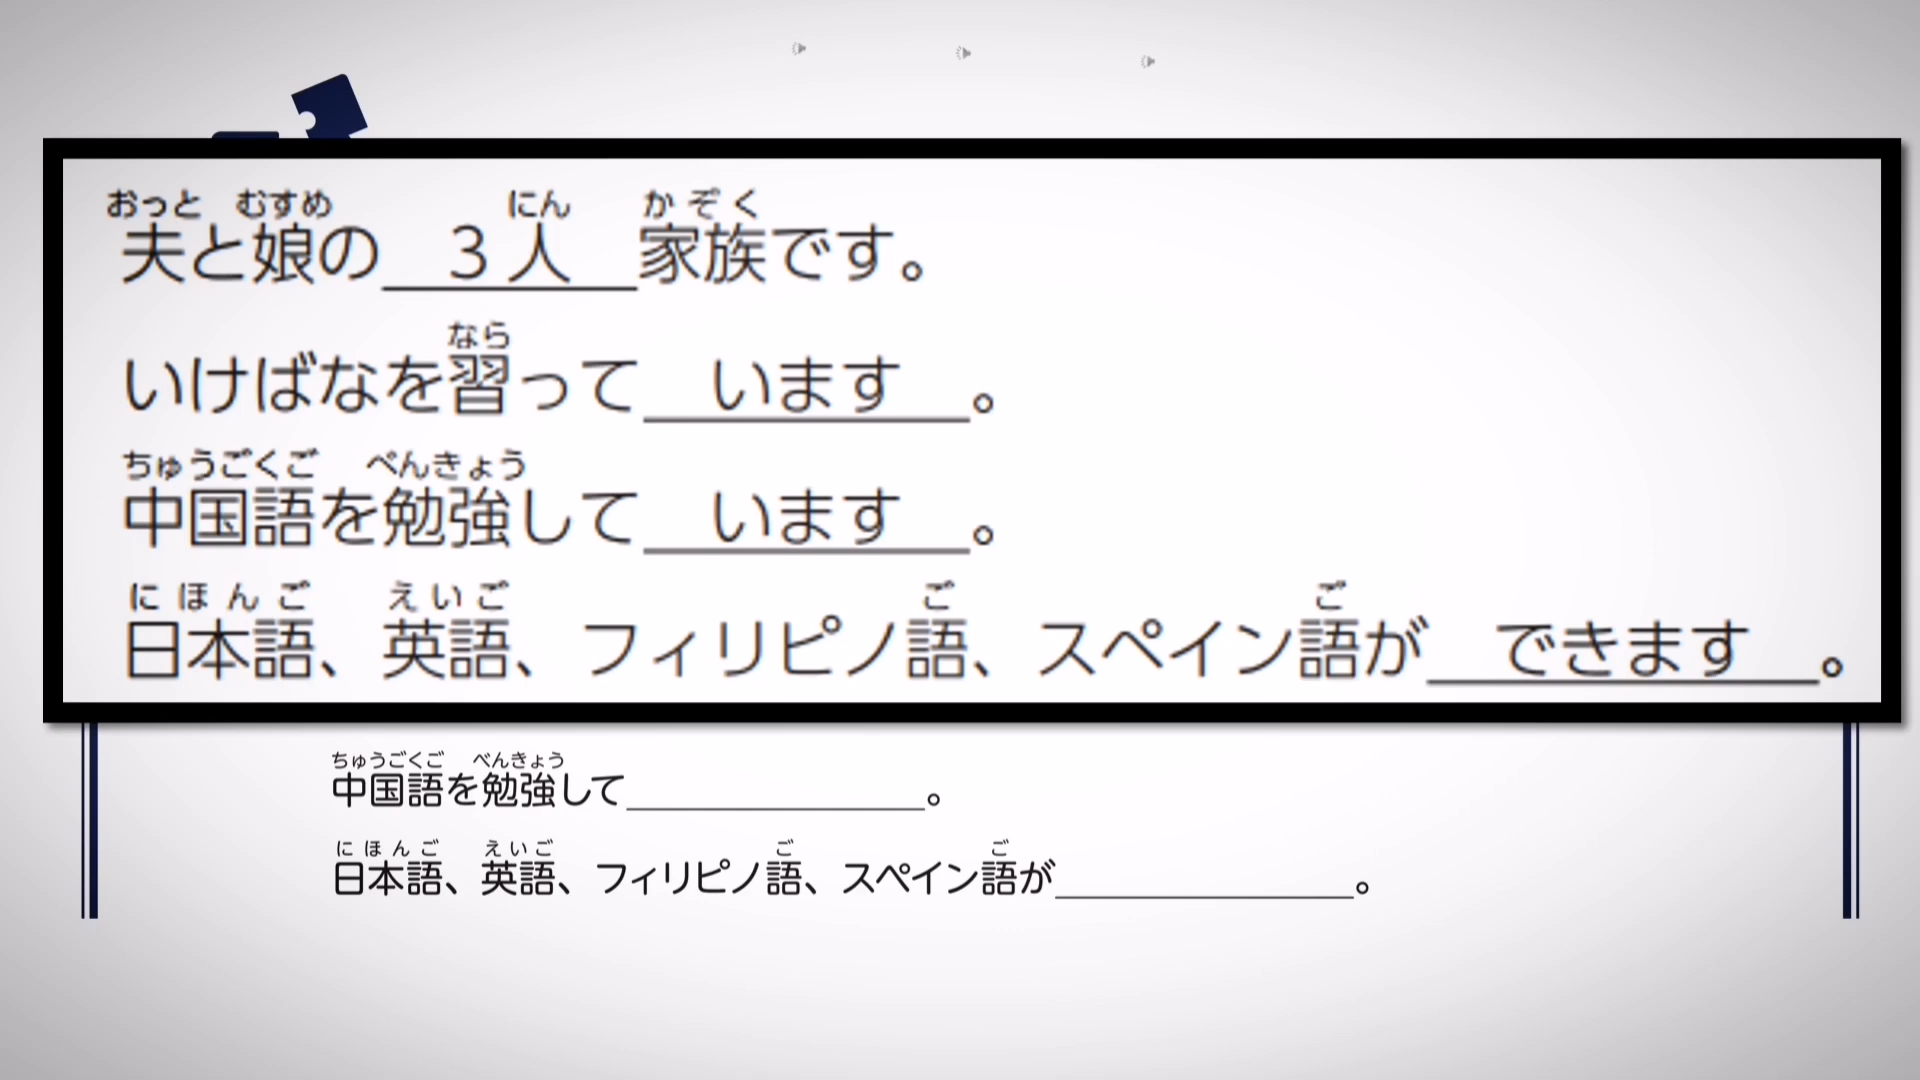 おっと むすめ にん かぞく
夫と娘の 3人 家族です。
なら
いけばなを習って います 。
ちゅうごくご べんきょう
中国語を勉強して います 。
にほんご えいご ご ご
日本語、英語、フィリピノ語、スペイン語が できます 。
ちゅうごくご べんきょう
中国語を勉強して________。
にほんご えいご ご ご
日本語、英語、フィリピノ語、スペイン語が________。